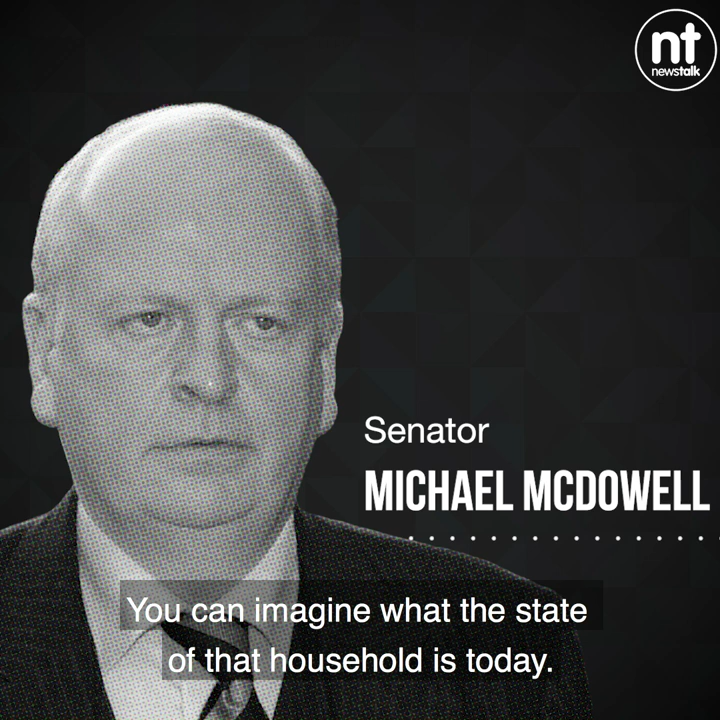 nt
newstalk
Senator
MICHAEL MCDOWELL
You can imagine what the state
of that household is today.